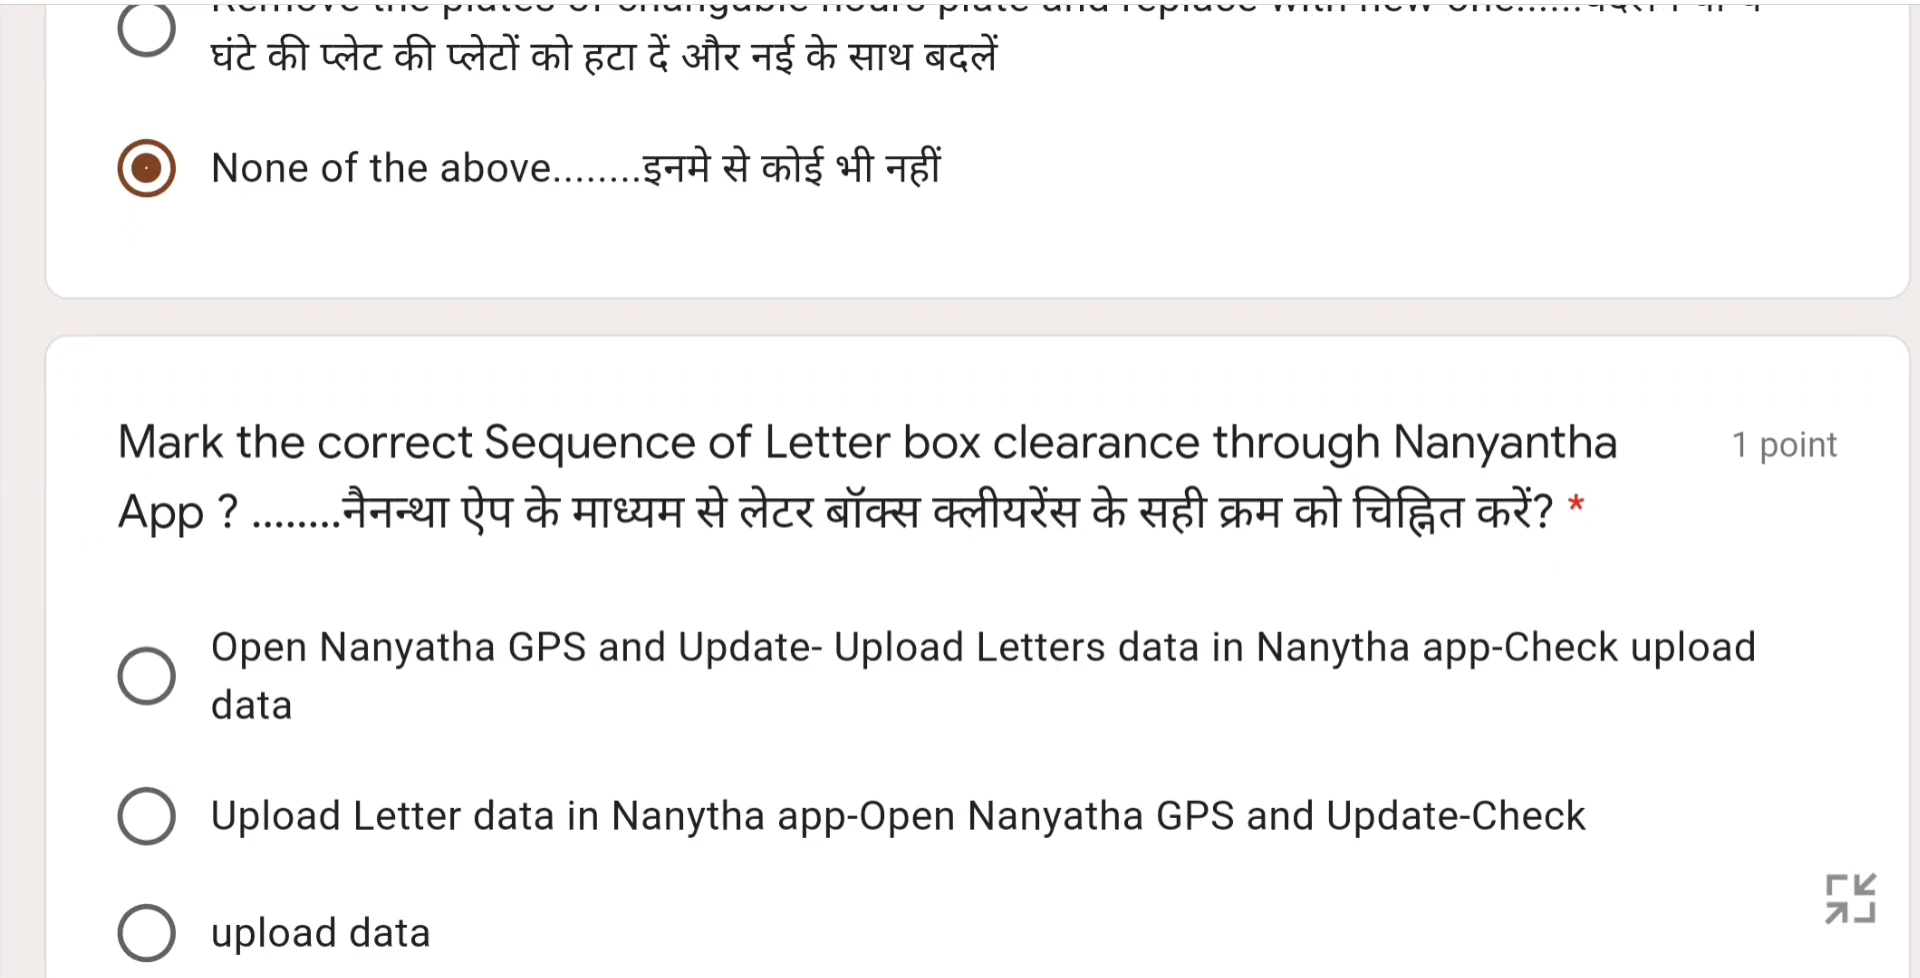 घंटे की प्लेट की प्लेटों को हटा दें और नई के साथ बदलें
None of the above........इनमे से कोई भी नहीं
Mark the correct Sequence of Letter box clearance through Nanyantha
1 point
App ? ........नैनन्था ऐप के माध्यम से लेटर बॉक्स क्लीयरेंस के सही क्रम को चिह्नित करें? *
Open Nanyatha GPS and Update- Upload Letters data in Nanytha app-Check upload
data
Upload Letter data in Nanytha app-Open Nanyatha GPS and Update-Check
upload data